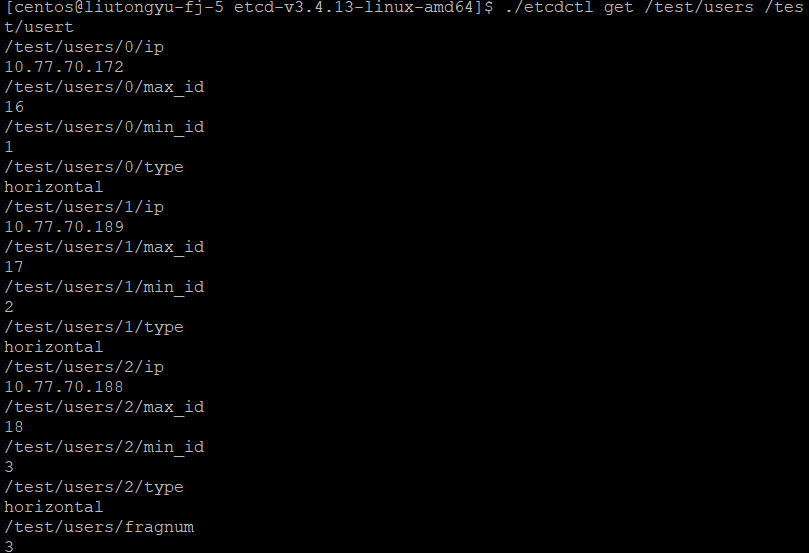 [centos@liutongyu-fj-5 etcd-v3.4.13-linux-amd64]$ ./etcdctl get /test/users /tes
t/usert
/test/users/0/ip
10.77.70.172
/test/users/0/max_id
16
/test/users/0/min_id
1
/test/users/0/type
horizontal
/test/users/1/ip
10.77.70.189
/test/users/1/max_id
17
/test/users/1/min_id
2
/test/users/1/type
horizontal
/test/users/2/ip
10.77.70.188
/test/users/2/max_id
18
/test/users/2/min_id
3
/test/users/2/type
horizontal
/test/users/fragnum
3